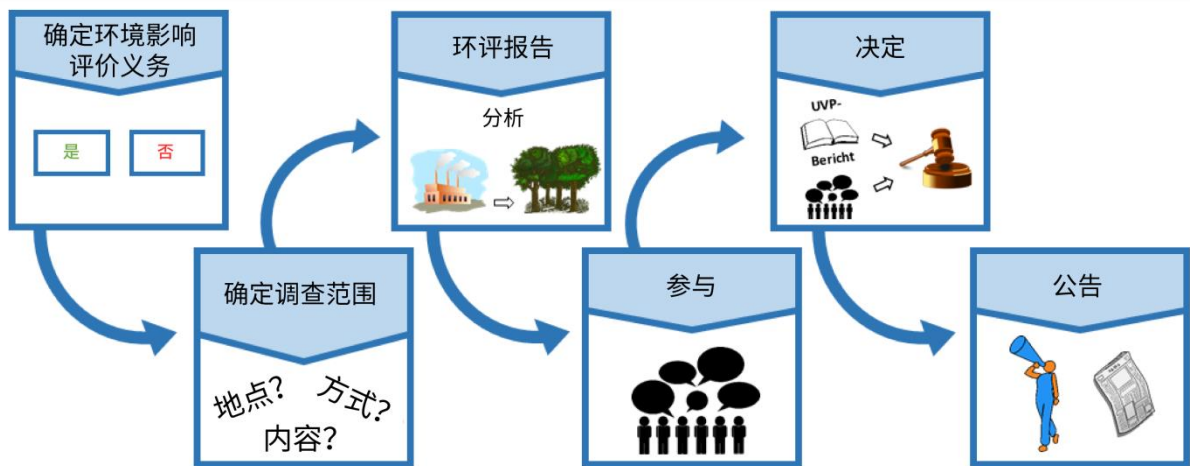 确定环境影响
评价义务
是
否
确定调查范围
地点?
方式?
内容?
环评报告
分析
参与
决定
UVP-
Bericht
公告